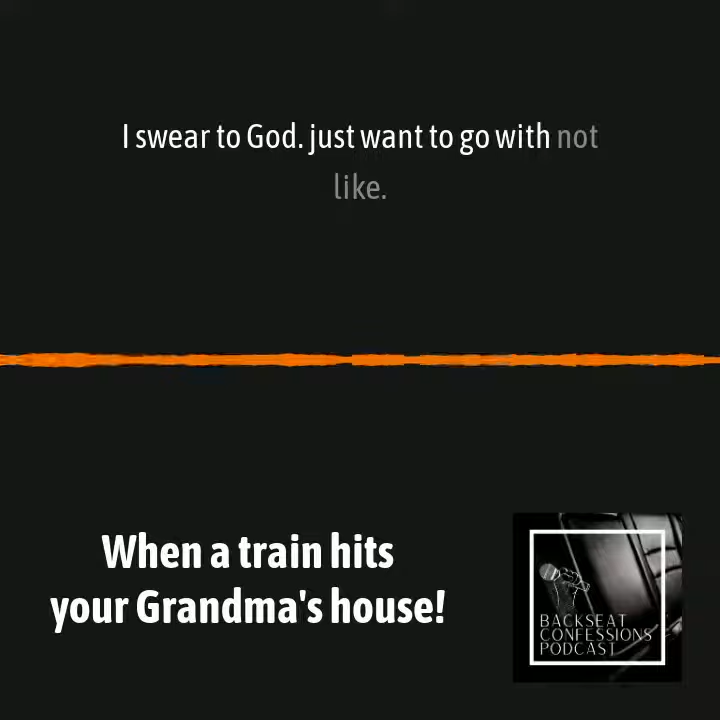 I swear to God. just want to go with not
like.
When a train hits
your Grandma's house!
BACKSEAT
CONFESSIONS
PODCAST